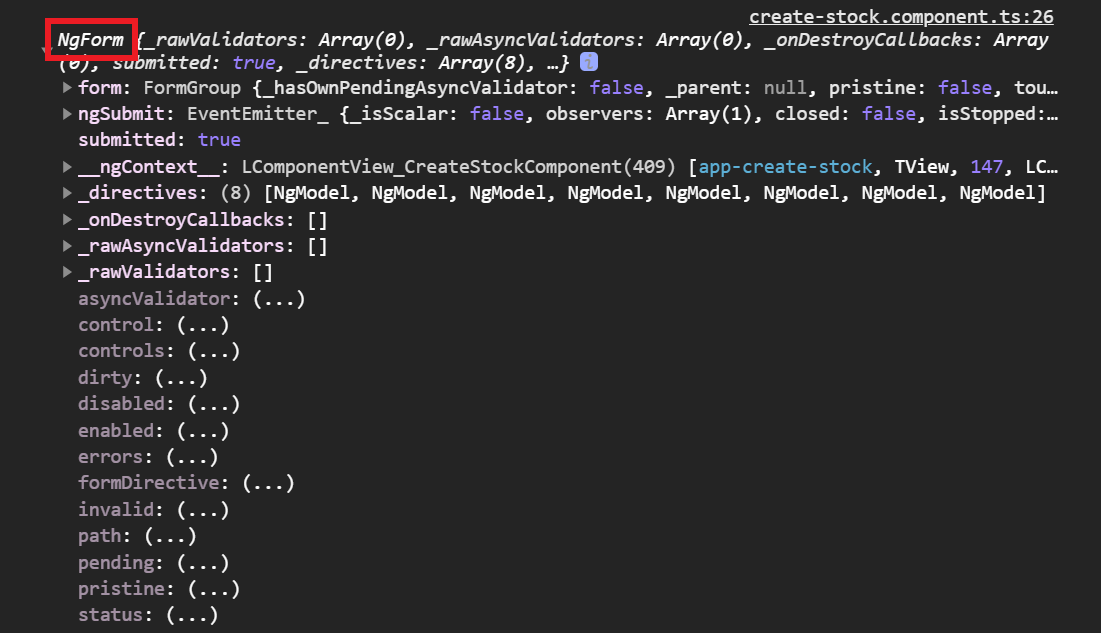 create-stock.component.ts:26
NgForm {_rawValidators: Array(0), _rawAsyncValidators: Array(0), _onDestroyCallbacks: Array
(0), submitted: true, _directives: Array(8), …} i
form: FormGroup {_hasOwnPendingAsyncValidator: false, _parent: null, pristine: false, tou…
ngSubmit: EventEmitter_ {_isScalar: false, observers: Array(1), closed: false, isStopped:…
submitted: true
__ngContext__: LComponentView_CreateStockComponent(409) [app-create-stock, TView, 147, LC…
_directives: (8) [NgModel, NgModel, NgModel, NgModel, NgModel, NgModel, NgModel, NgModel]
_onDestroyCallbacks: []
_rawAsyncValidators: []
_rawValidators: []
asyncValidator: (...)
control: (...)
controls: (...)
dirty: (...)
disabled: (...)
enabled: (...)
errors: (...)
formDirective: (...)
invalid: (...)
path: (...)
pending: (...)
pristine: (...)
status: (...)